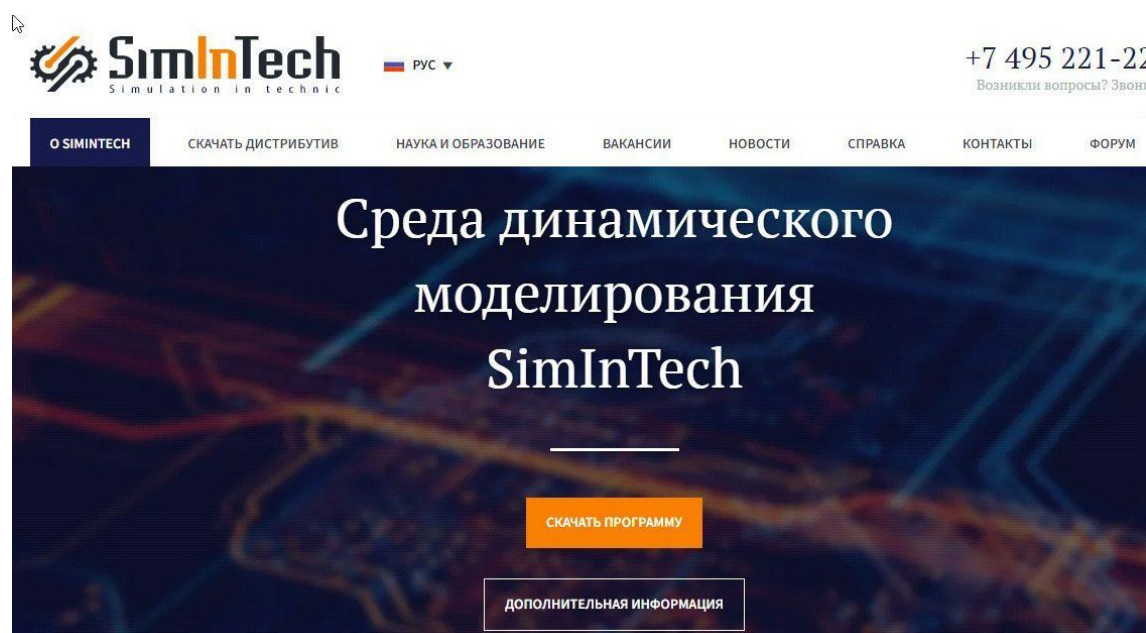 SimInTech
Simulation in technic
РУС
+7 495 221-22
Возникли вопросы?
О SIMINTECH
СКАЧАТЬ ДИСТРИБУТИВ
НАУКА И ОБРАЗОВАНИЕ
ВАКАНСИИ
НОВОСТИ
СПРАВКА
КОНТАКТЫ
ФОРУМ
Среда динамического
моделирования
SimInTech
СКАЧАТЬ ПРОГРАММУ
ДОПОЛНИТЕЛЬНАЯ ИНФОРМАЦИЯ